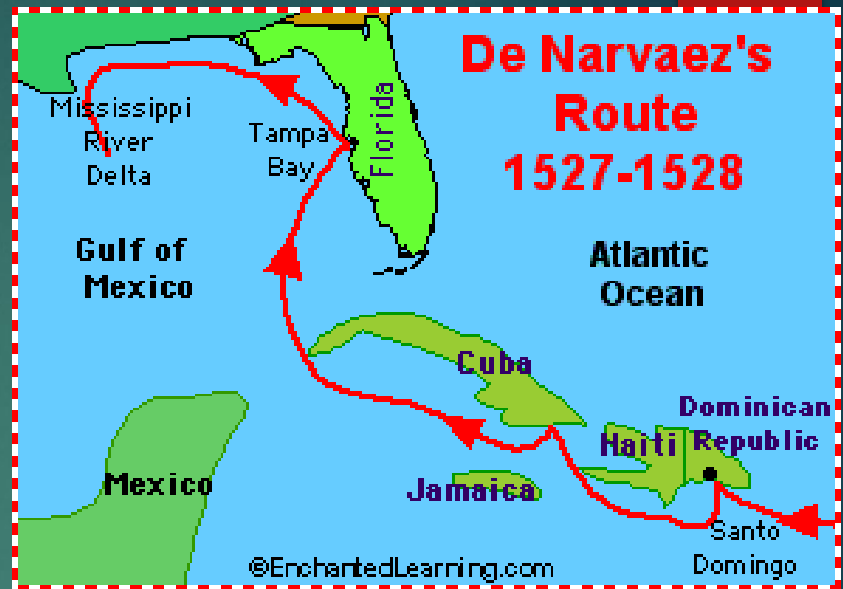 De Narvaez's
Route
1527-1528
Mississippi
River
Delta
Tampa
Bay
Florida
Gulf of
Mexico
Atlantic
Ocean
Cuba
Dominican
Republic
Haiti
Jamaica
Mexico
Santo
Domingo
©EnchantedLearning.com